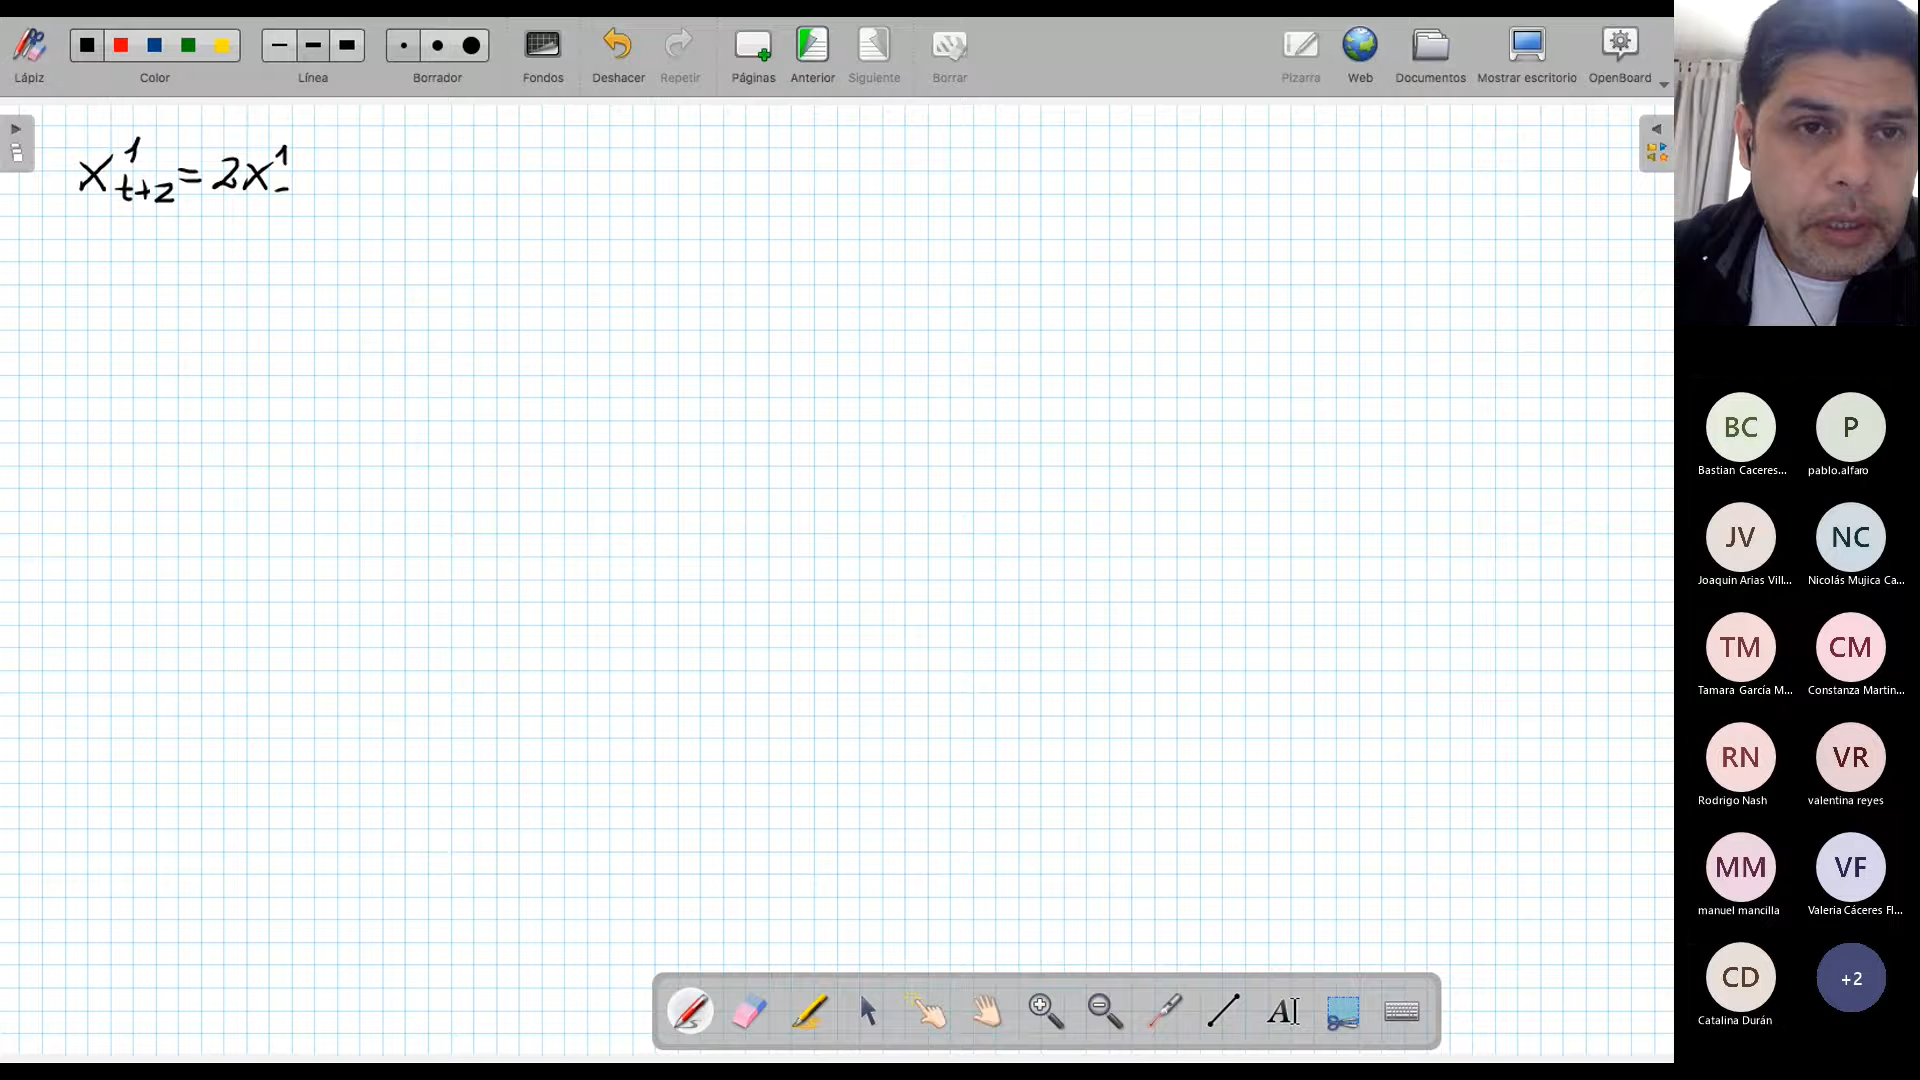 Lápiz
Color
Línea
Borrador
Fondos
Deshacer
Repetir
Páginas
Anterior
Siguiente
Borrar
Pizarra
Web
Documentos
Mostrar escritorio
OpenBoard
x¹ₜ₊₂ = 2x¹₋
BC
Bastian Caceres...
P
pablo.alfaro
JV
Joaquin Arias Vill...
NC
Nicolás Mujica Ca...
TM
Tamara García M...
CM
Constanza Martin...
RN
Rodrigo Nash
VR
valentina reyes
MM
manuel mancilla
VF
Valeria Cáceres Fl...
CD
Catalina Durán
+2